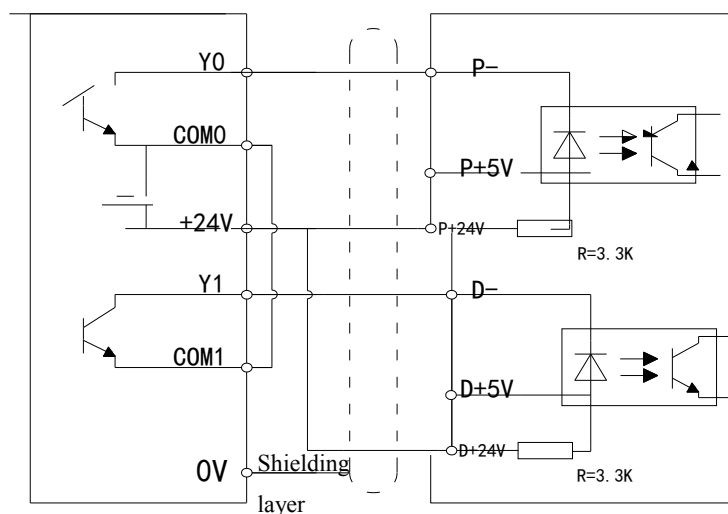 Y0
P-
COM0
P+5V
+24V
P+24V
R=3.3K
Y1
D-
COM1
D+5V
D+24V
0V
Shielding
layer
R=3.3K